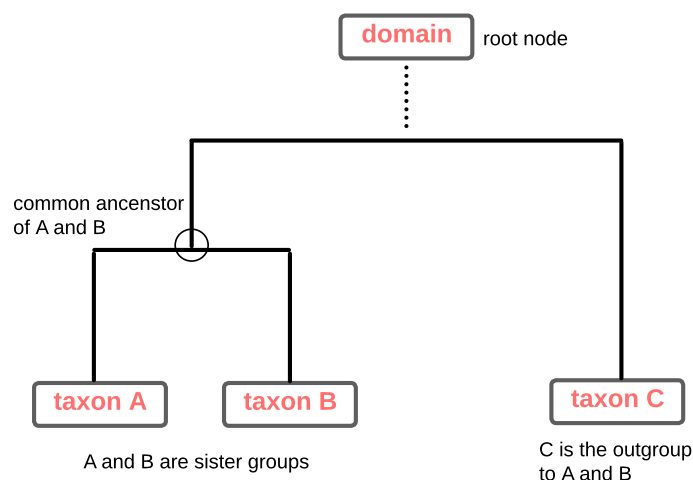 domain
root node
common ancenstor
of A and B
taxon A
taxon B
taxon C
A and B are sister groups
C is the outgroup
to A and B